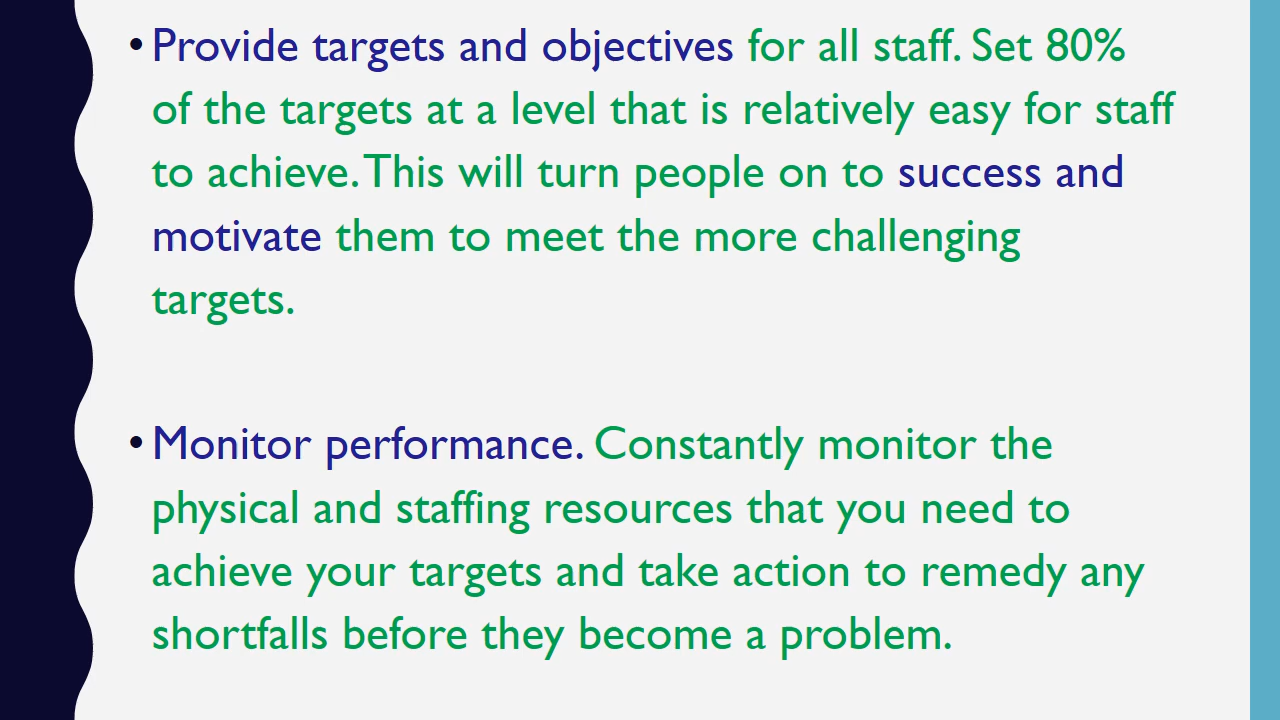 • Provide targets and objectives for all staff. Set 80%
of the targets at a level that is relatively easy for staff
to achieve. This will turn people on to success and
motivate them to meet the more challenging
targets.
• Monitor performance. Constantly monitor the
physical and staffing resources that you need to
achieve your targets and take action to remedy any
shortfalls before they become a problem.